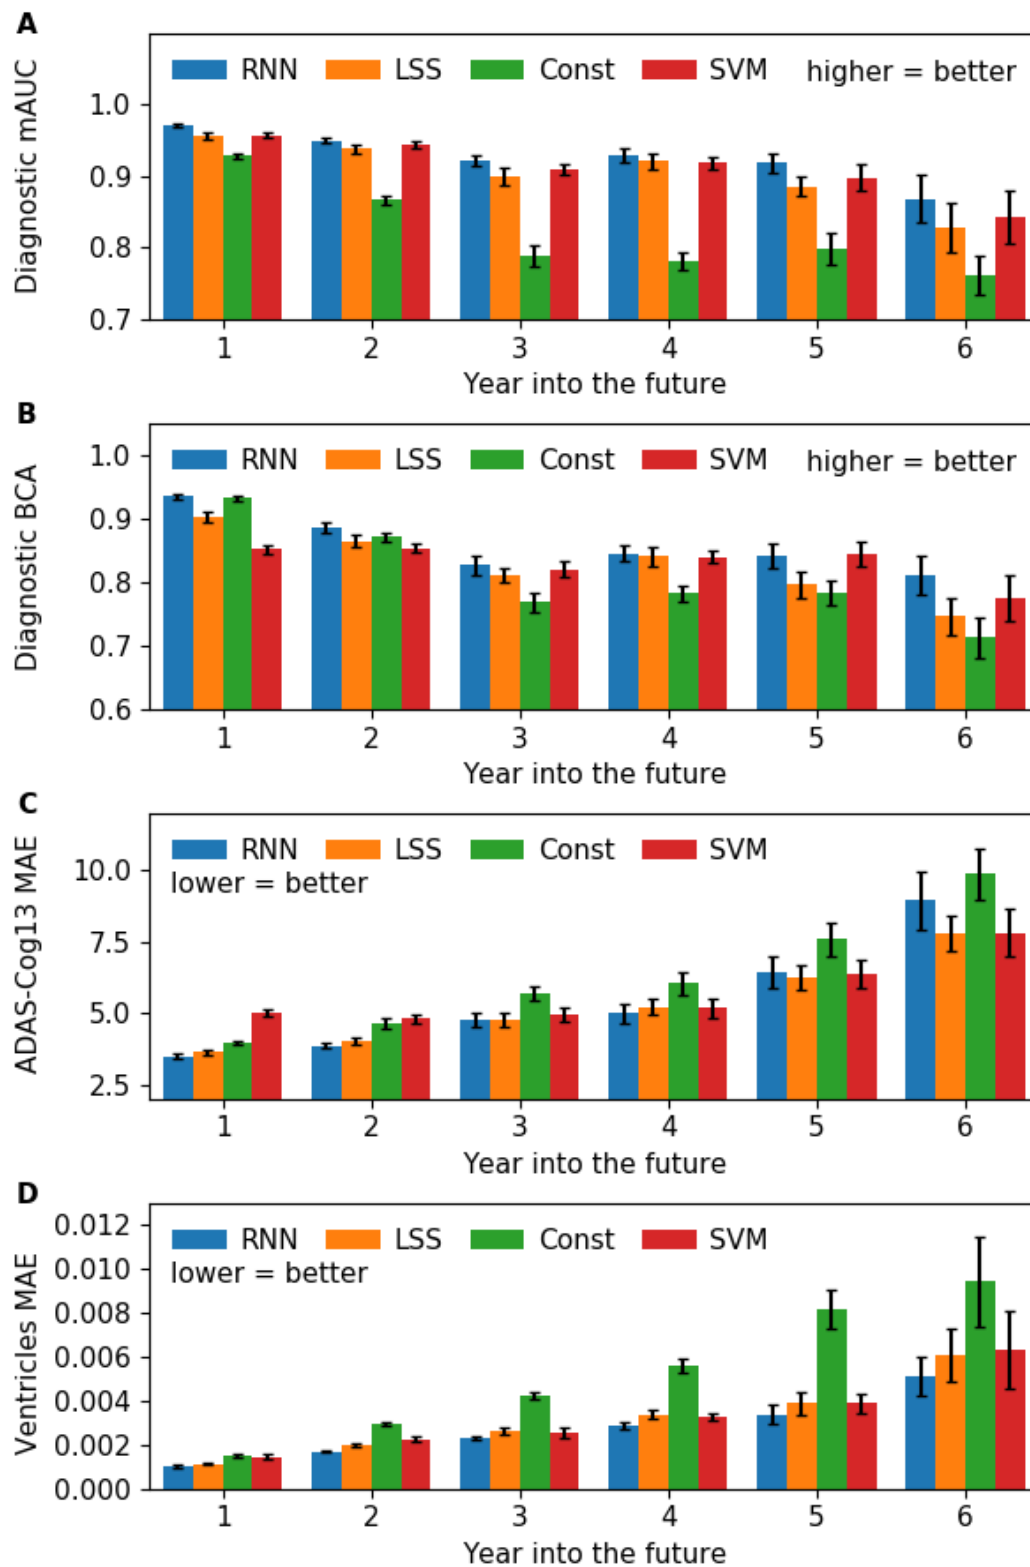 A
RNN LSS Const SVM higher = better
Diagnostic mAUC
1.0
0.9
0.8
0.7
1 2 3 4 5 6
Year into the future
B
RNN LSS Const SVM higher = better
Diagnostic BCA
1.0
0.9
0.8
0.7
0.6
1 2 3 4 5 6
Year into the future
C
RNN LSS Const SVM
lower = better
ADAS-Cog13 MAE
10.0
7.5
5.0
2.5
1 2 3 4 5 6
Year into the future
D
RNN LSS Const SVM
lower = better
Ventricles MAE
0.012
0.010
0.008
0.006
0.004
0.002
0.000
1 2 3 4 5 6
Year into the future